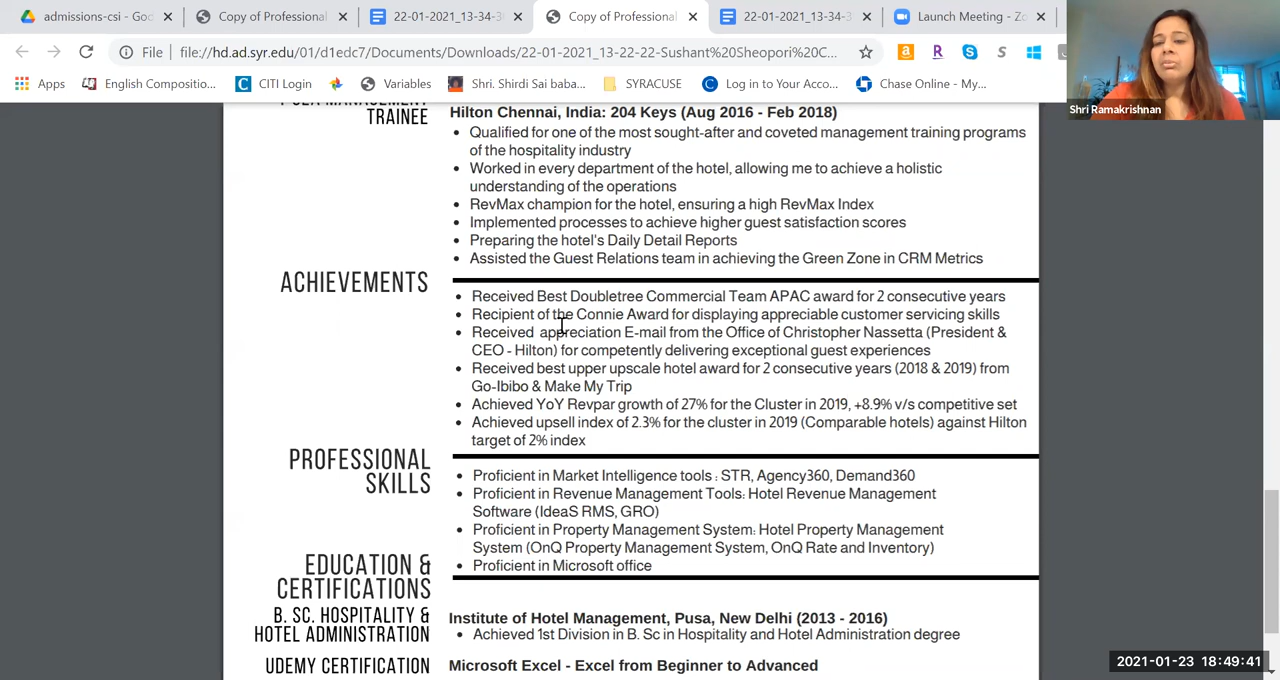 admissions-csi - Goo
Copy of Professional
22-01-2021_13-34-3
Copy of Professional
22-01-2021_13-34-3
Launch Meeting - Zo
File
file://hd.ad.syr.edu/01/d1edc7/Documents/Downloads/22-01-2021_13-22-22-Sushant%20Sheopori%20C...
Apps
English Compositio...
CITI Login
Variables
Shri. Shirdi Sai baba...
SYRACUSE
Log in to Your Acco...
Chase Online - My...
Shri Ramakrishnan
TRAINEE
Hilton Chennai, India: 204 Keys (Aug 2016 - Feb 2018)
• Qualified for one of the most sought-after and coveted management training programs
of the hospitality industry
• Worked in every department of the hotel, allowing me to achieve a holistic
understanding of the operations
• RevMax champion for the hotel, ensuring a high RevMax Index
• Implemented processes to achieve higher guest satisfaction scores
• Preparing the hotel's Daily Detail Reports
• Assisted the Guest Relations team in achieving the Green Zone in CRM Metrics
ACHIEVEMENTS
• Received Best Doubletree Commercial Team APAC award for 2 consecutive years
• Recipient of the Connie Award for displaying appreciable customer servicing skills
• Received appreciation E-mail from the Office of Christopher Nassetta (President &
CEO - Hilton) for competently delivering exceptional guest experiences
• Received best upper upscale hotel award for 2 consecutive years (2018 & 2019) from
Go-Ibibo & Make My Trip
• Achieved YoY Revpar growth of 27% for the Cluster in 2019, +8.9% v/s competitive set
• Achieved upsell index of 2.3% for the cluster in 2019 (Comparable hotels) against Hilton
target of 2% index
PROFESSIONAL
SKILLS
• Proficient in Market Intelligence tools : STR, Agency360, Demand360
• Proficient in Revenue Management Tools: Hotel Revenue Management
Software (IdeaS RMS, GRO)
• Proficient in Property Management System: Hotel Property Management
System (OnQ Property Management System, OnQ Rate and Inventory)
• Proficient in Microsoft office
EDUCATION &
CERTIFICATIONS
B. SC. HOSPITALITY &
HOTEL ADMINISTRATION
Institute of Hotel Management, Pusa, New Delhi (2013 - 2016)
• Achieved 1st Division in B. Sc in Hospitality and Hotel Administration degree
UDEMY CERTIFICATION
Microsoft Excel - Excel from Beginner to Advanced
2021-01-23 18:49:41